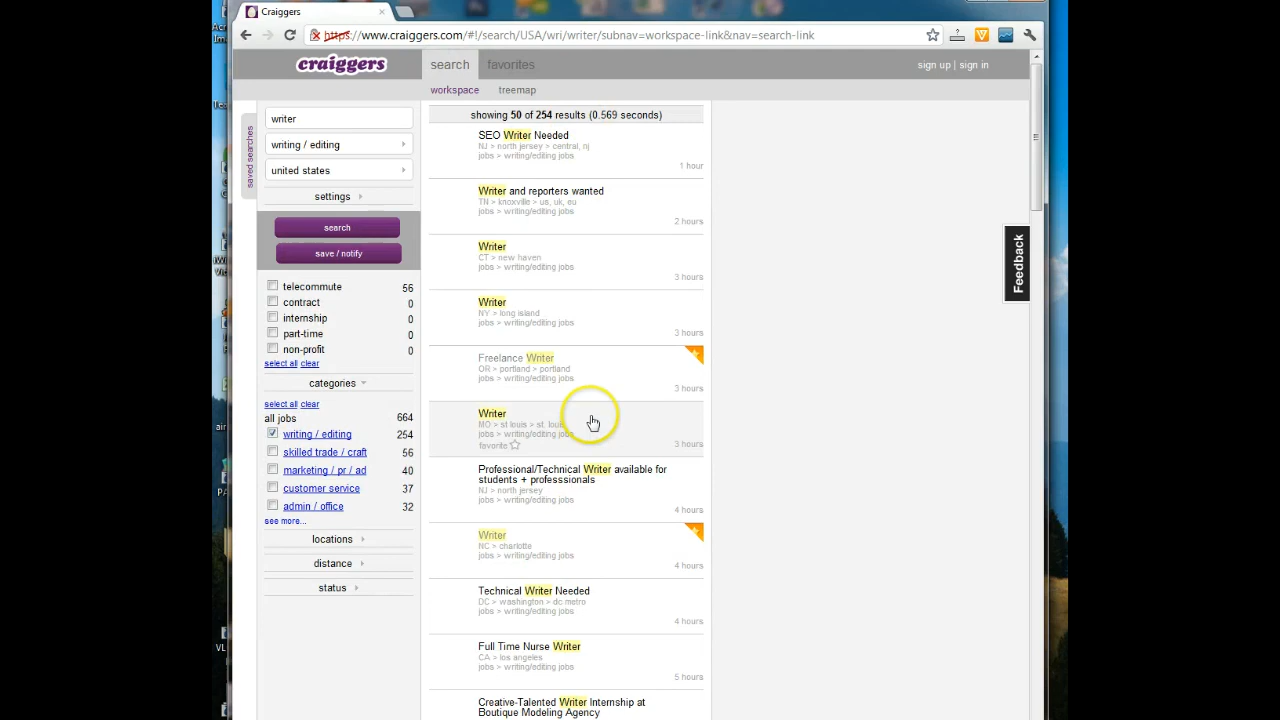 Craiggers
https://www.craiggers.com/#!/search/USA/wri/writer/subnav=workspace-link&nav=search-link
craiggers
search
favorites
sign up | sign in
workspace
treemap
saved searches
writer
writing / editing
united states
settings
search
save / notify
telecommute 56
contract 0
internship 0
part-time 0
non-profit 0
select all clear
categories
select all clear
all jobs 664
writing / editing 254
skilled trade / craft 56
marketing / pr / ad 40
customer service 37
admin / office 32
see more...
locations
distance
status
showing 50 of 254 results (0.569 seconds)
SEO Writer Needed
NJ > north jersey > central, nj
jobs > writing/editing jobs
1 hour
Writer and reporters wanted
TN > knoxville > us, uk, eu
jobs > writing/editing jobs
2 hours
Writer
CT > new haven
jobs > writing/editing jobs
3 hours
Writer
NY > long island
jobs > writing/editing jobs
3 hours
Freelance Writer
OR > portland > portland
jobs > writing/editing jobs
3 hours
Writer
MO > st louis > st. louis
jobs > writing/editing jobs
favorite
3 hours
Professional/Technical Writer available for
students + professsionals
NJ > north jersey
jobs > writing/editing jobs
4 hours
Writer
NC > charlotte
jobs > writing/editing jobs
4 hours
Technical Writer Needed
DC > washington > dc metro
jobs > writing/editing jobs
4 hours
Full Time Nurse Writer
CA > los angeles
jobs > writing/editing jobs
5 hours
Creative-Talented Writer Internship at
Boutique Modeling Agency
Feedback